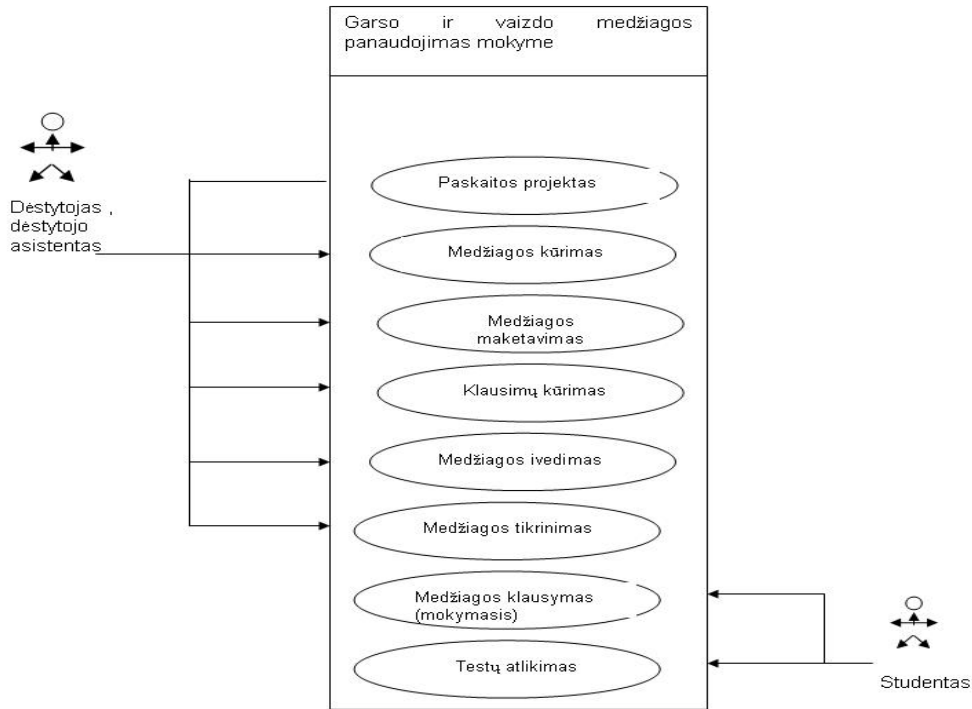 Garso ir vaizdo medžiagos
panaudojimas mokyme
Dėstytojas ,
dėstytojo
asistentas
Paskaitos projektas
Medžiagos kūrimas
Medžiagos
maketavimas
Klausimų kūrimas
Medžiagos ivedimas
Medžiagos tikrinimas
Medžiagos klausymas
(mokymasis)
Testų atlikimas
Studentas